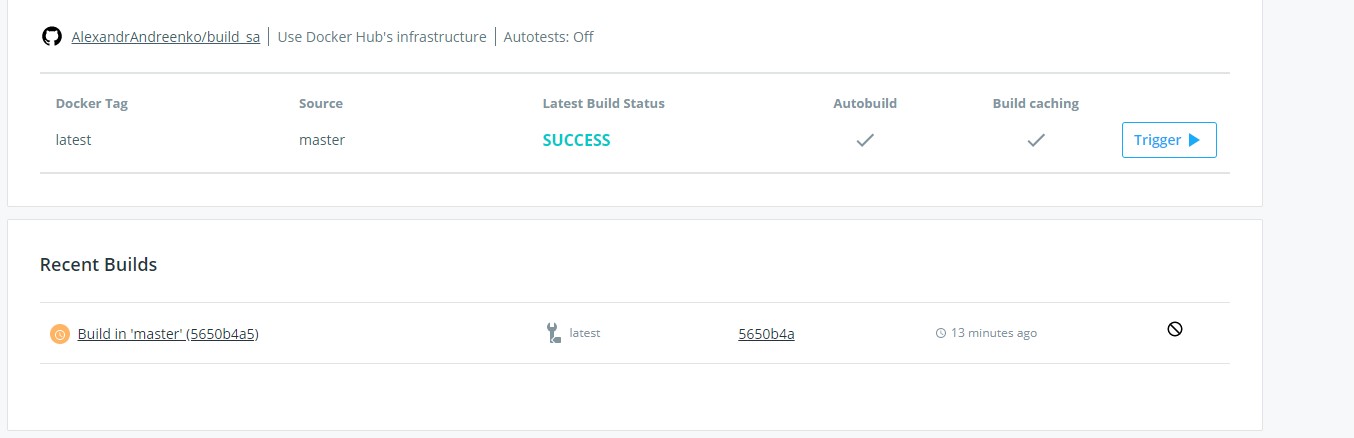 AlexandrAndreenko/build_sa | Use Docker Hub's infrastructure | Autotests: Off
Docker Tag Source Latest Build Status Autobuild Build caching
latest master SUCCESS Trigger
Recent Builds
Build in 'master' (5650b4a5) latest 5650b4a 13 minutes ago